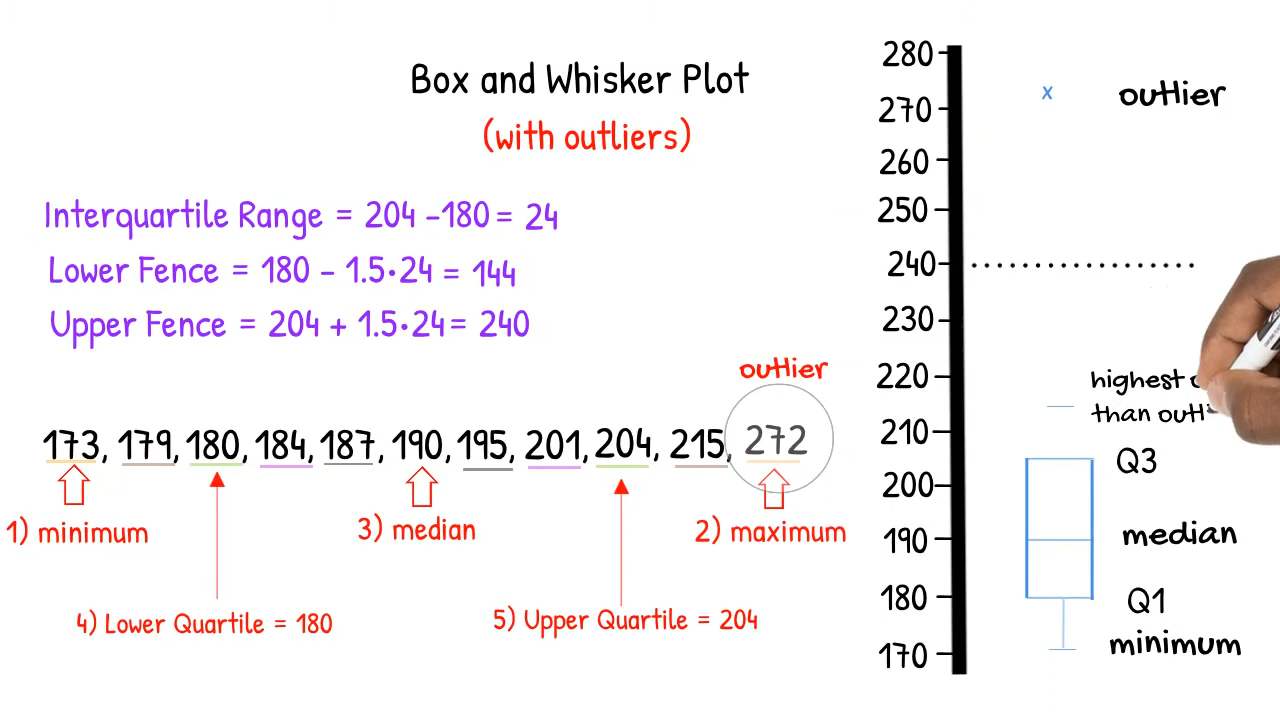 Box and Whisker Plot
(with outliers)
Interquartile Range = 204 - 180 = 24
Lower Fence = 180 - 1.5•24 = 144
Upper Fence = 204 + 1.5•24 = 240
outlier
173, 179, 180, 184, 187, 190, 195, 201, 204, 215, 272
1) minimum
3) median
2) maximum
4) Lower Quartile = 180
5) Upper Quartile = 204
280
270
260
250
240
230
220
210
200
190
180
170
x
outlier
highest
than
Q3
median
Q1
minimum